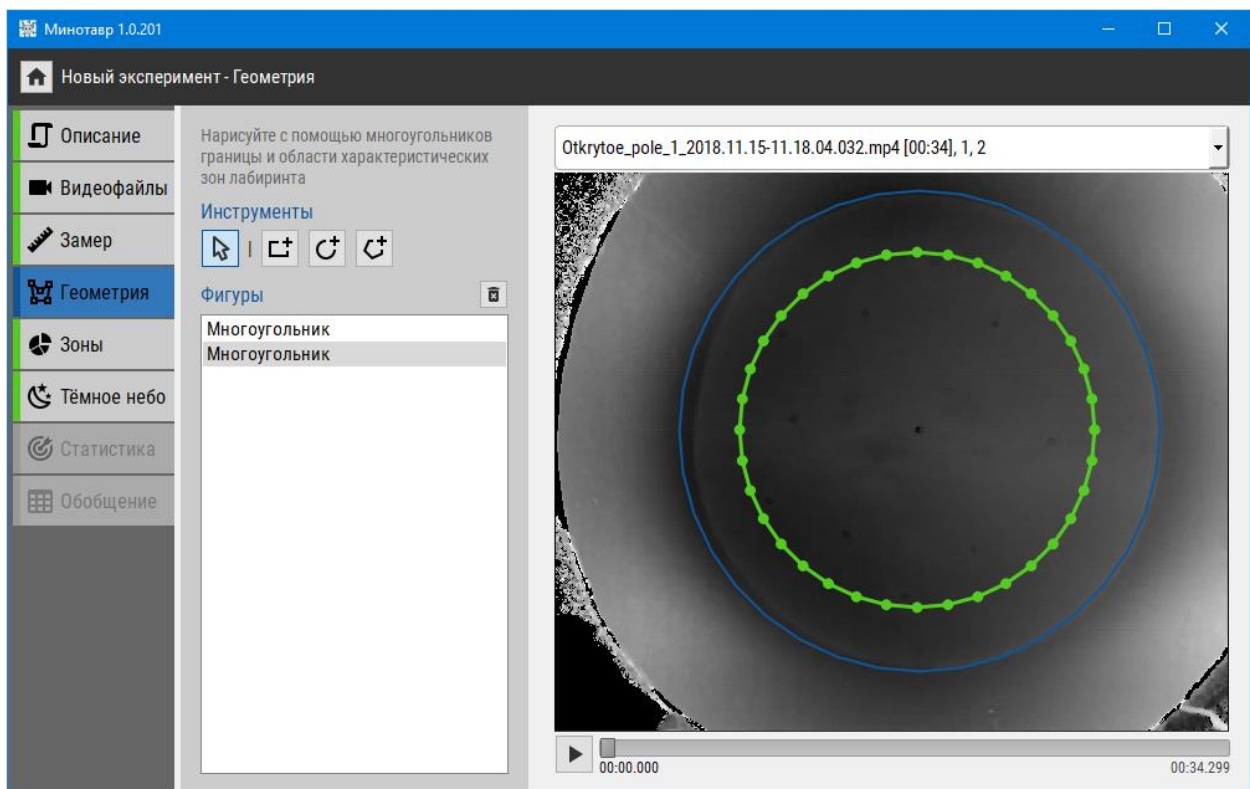 Минотавр 1.0.201
Новый эксперимент - Геометрия
Описание
Видеофайлы
Замер
Геометрия
Зоны
Тёмное небо
Статистика
Обобщение
Нарисуйте с помощью многоугольников
границы и области характеристических
зон лабиринта
Инструменты
Фигуры
Многоугольник
Многоугольник
Otkrytoe_pole_1_2018.11.15-11.18.04.032.mp4 [00:34], 1, 2
00:00.000
00:34.299